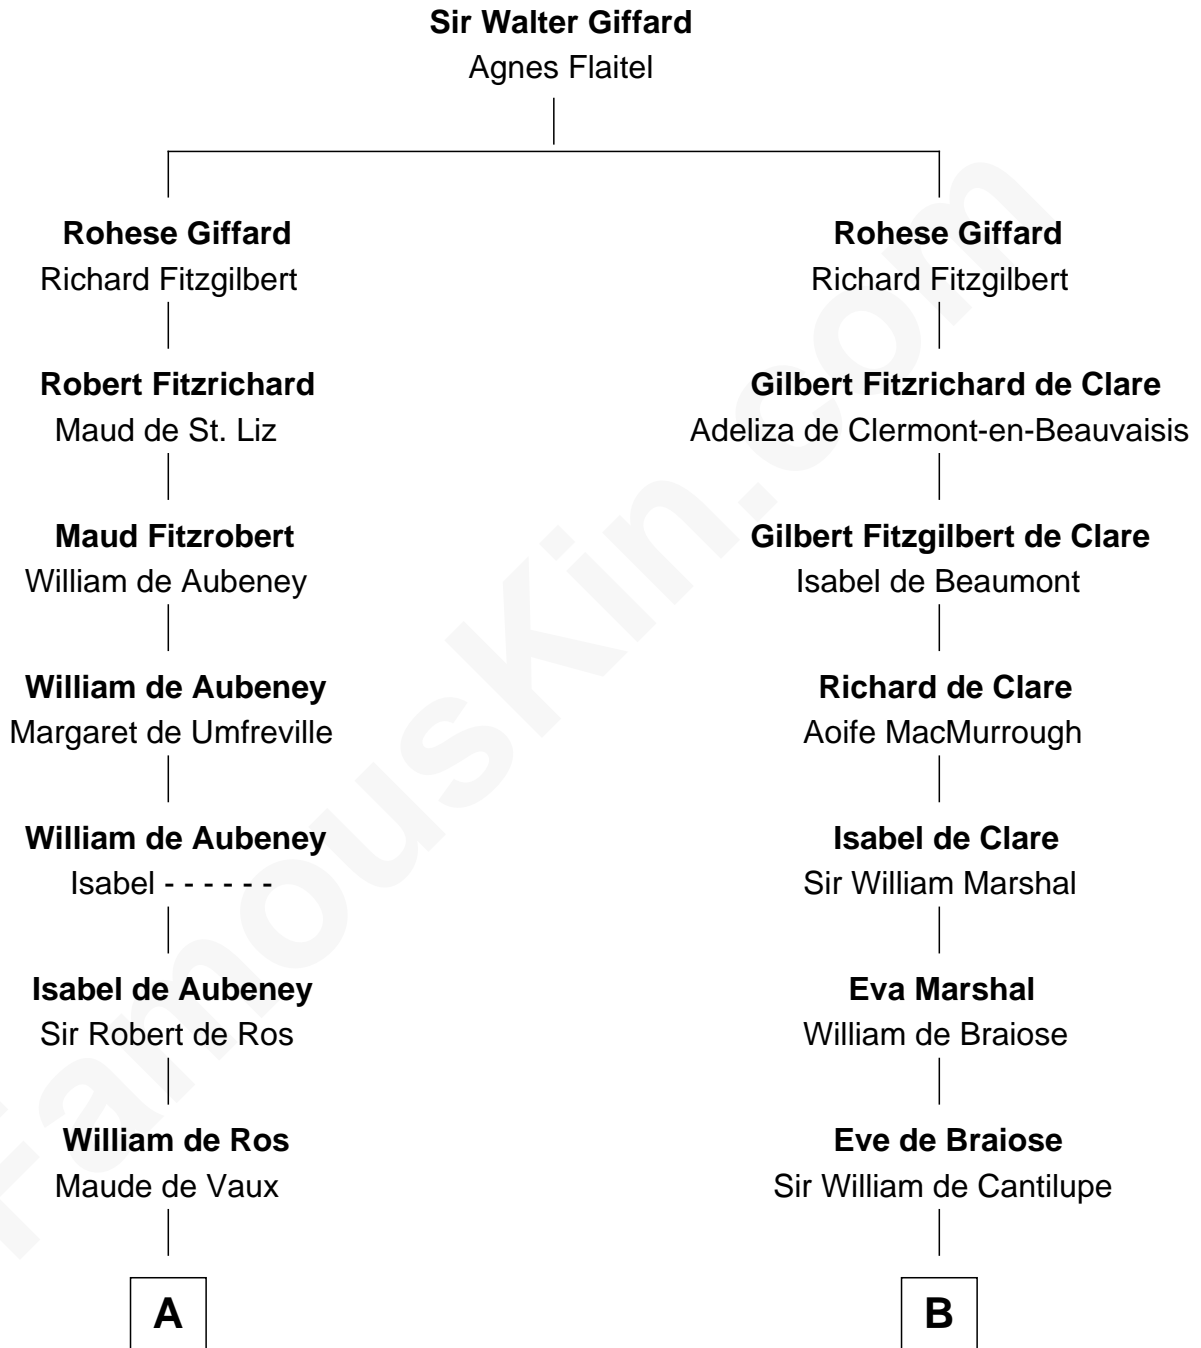 Sir Walter Giffard
Agnes Flaitel
Rohese Giffard
Richard Fitzgilbert
Robert Fitzrichard
Maud de St. Liz
Maud Fitzrobert
William de Aubeney
William de Aubeney
Margaret de Umfreville
William de Aubeney
Isabel - - - - - -
Isabel de Aubeney
Sir Robert de Ros
William de Ros
Maude de Vaux
A
Rohese Giffard
Richard Fitzgilbert
Gilbert Fitzrichard de Clare
Adeliza de Clermont-en-Beauvaisis
Gilbert Fitzgilbert de Clare
Isabel de Beaumont
Richard de Clare
Aoife MacMurrough
Isabel de Clare
Sir William Marshal
Eva Marshal
William de Braiose
Eve de Braiose
Sir William de Cantilupe
B
FamousKin.com